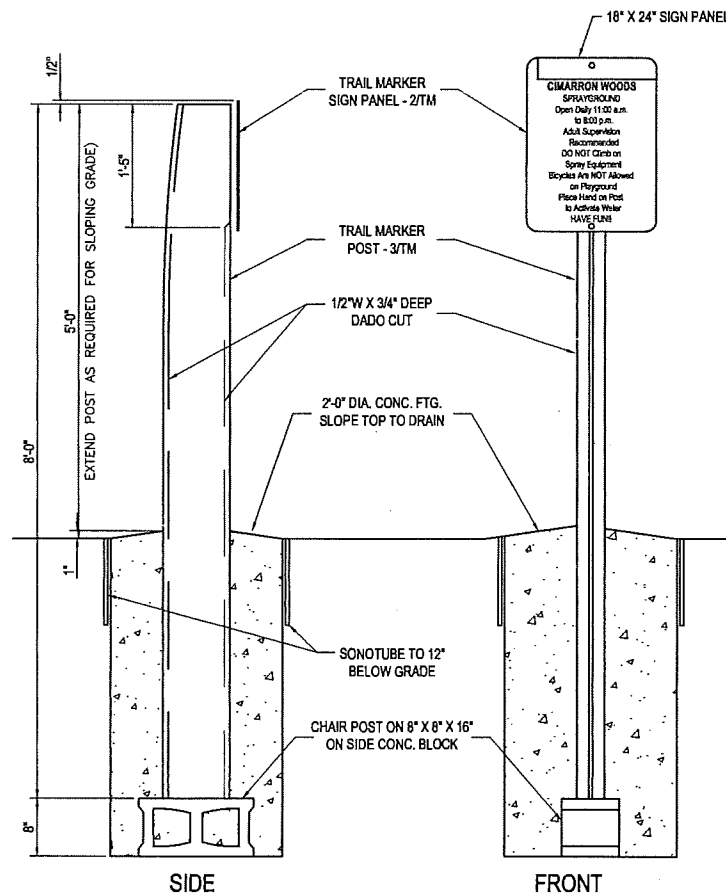 18" X 24" SIGN PANEL
1/2"
TRAIL MARKER
SIGN PANEL - 2/TM
CIMARRON WOODS
SPRAYGROUND
Open Daily 11:00 a.m.
to 8:00 p.m.
Adult Supervision
Recommended
DO NOT Climb on
Spray Equipment
Bicycles Are NOT Allowed
on Playground
Place Hand on Post
to Activate Water
HAVE FUN!!
1'-5"
TRAIL MARKER
POST - 3/TM
5'-0"
EXTEND POST AS REQUIRED FOR SLOPING GRADE)
1/2"W X 3/4" DEEP
DADO CUT
8'-0"
2'-0" DIA. CONC. FTG.
SLOPE TOP TO DRAIN
1"
SONOTUBE TO 12"
BELOW GRADE
CHAIR POST ON 8" X 8" X 16"
ON SIDE CONC. BLOCK
8"
SIDE
FRONT